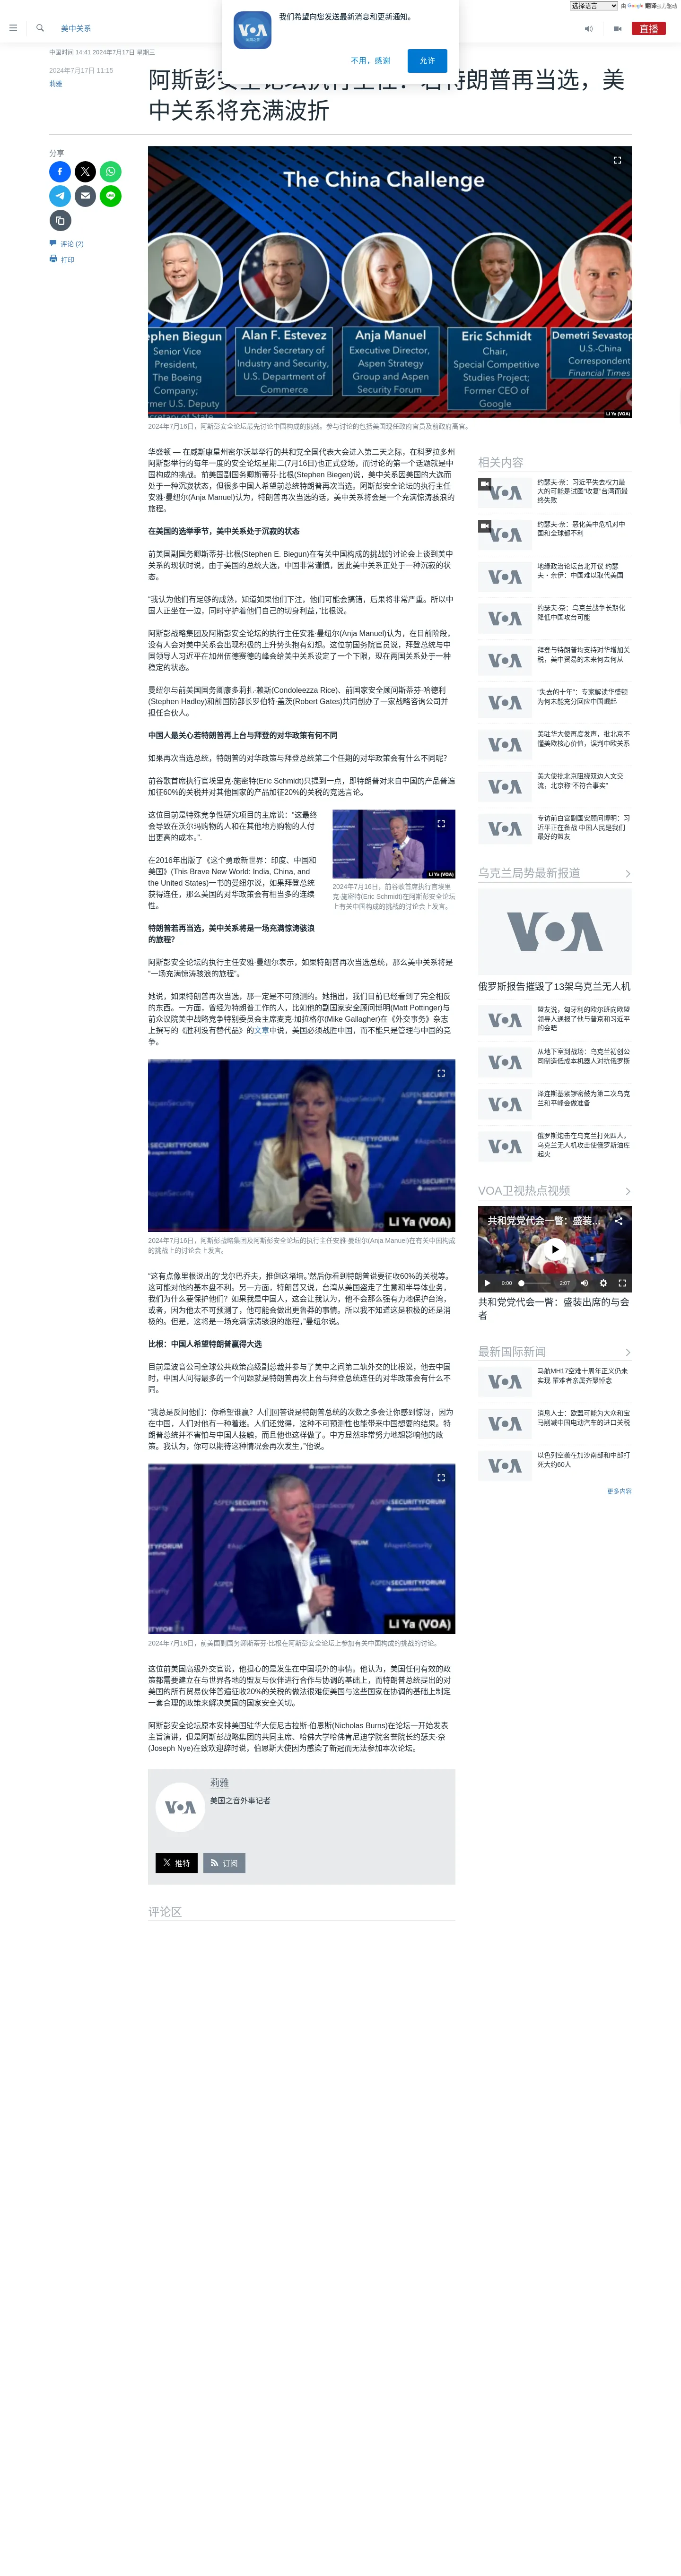 选择语言
由 Google 翻译强力驱动
VOA
我们希望向您发送最新消息和更新通知。
不用，感谢
允许
美中关系
直播
中国时间 14:41 2024年7月17日 星期三
2024年7月17日 11:15
莉雅
若特朗普再当选，美
中关系将充满波折
分享
评论 (2)
打印
The China Challenge
Stephen Biegun
Senior Vice
President,
The Boeing
Company;
Former U.S. Deputy
Secretary of State
Alan F. Estevez
Under Secretary of
Industry and
Security, U.S.
Department of
Commerce
Anja Manuel
Executive Director,
Aspen Strategy
Group and Aspen
Security Forum
Eric Schmidt
Chair,
Special Competitive
Studies Project;
Former CEO of
Google
Demetri Sevastop
U.S.-China
Correspondent
Financial Times
Li Ya (VOA)
2024年7月16日，阿斯彭安全论坛最先讨论中国构成的挑战。参与讨论的包括美国现任政府官员及前政府高官。
华盛顿 — 在威斯康星州密尔沃基举行的共和党全国代表大会进入第二天之际，在科罗拉多州
阿斯彭举行的每年一度的安全论坛星期二(7月16日)也正式登场，而讨论的第一个话题就是中
国构成的挑战。前美国副国务卿斯蒂芬·比根(Stephen Biegen)说，美中关系因美国的大选而
处于一种沉寂状态，但很多中国人希望前总统特朗普再次当选。阿斯彭安全论坛的执行主任
安雅·曼纽尔(Anja Manuel)认为，特朗普再次当选的话，美中关系将会是一个充满惊涛骇浪的
旅程。
在美国的选举季节，美中关系处于沉寂的状态
前美国副国务卿斯蒂芬·比根(Stephen E. Biegun)在有关中国构成的挑战的讨论会上谈到美中
关系的现状时说，由于美国的总统大选，中国非常谨慎，因此美中关系正处于一种沉寂的状
态。
“我认为他们有足够的成熟，知道如果他们下注，他们可能会搞错，后果将非常严重。所以中
国人正坐在一边，同时守护着他们自己的切身利益，”比根说。
阿斯彭战略集团及阿斯彭安全论坛的执行主任安雅·曼纽尔(Anja Manuel)认为，在目前阶段，
没有人会对美中关系会出现积极的上升势头抱有幻想。这位前国务院官员说，拜登总统与中
国领导人习近平在加州伍德赛德的峰会给美中关系设定了一个下限，现在两国关系处于一种
稳定的状态。
曼纽尔与前美国国务卿康多莉扎·赖斯(Condoleezza Rice)、前国家安全顾问斯蒂芬·哈德利
(Stephen Hadley)和前国防部长罗伯特·盖茨(Robert Gates)共同创办了一家战略咨询公司并
担任合伙人。
中国人最关心若特朗普再上台与拜登的对华政策有何不同
如果再次当选总统，特朗普的对华政策与拜登总统第二个任期的对华政策会有什么不同呢？
前谷歌首席执行官埃里克·施密特(Eric Schmidt)只提到一点，即特朗普对来自中国的产品普遍
加征60%的关税并对其他国家的产品加征20%的关税的竞选言论。
这位目前是特殊竞争性研究项目的主席说：“这最终
会导致在沃尔玛购物的人和在其他地方购物的人付
出更高的成本。”.
Li Ya (VOA)
2024年7月16日，前谷歌首席执行官埃里
克·施密特(Eric Schmidt)在阿斯彭安全论坛
上有关中国构成的挑战的讨论会上发言。
在2016年出版了《这个勇敢新世界：印度、中国和
美国》(This Brave New World: India, China, and
the United States)一书的曼纽尔说，如果拜登总统
获得连任，那么美国的对华政策会有相当多的连续
性。
特朗普若再当选，美中关系将是一场充满惊涛骇浪
的旅程？
阿斯彭安全论坛的执行主任安雅·曼纽尔表示，如果特朗普再次当选总统，那么美中关系将是
“一场充满惊涛骇浪的旅程”。
她说，如果特朗普再次当选，那一定是不可预测的。她指出，我们目前已经看到了完全相反
的东西。一方面，曾经为特朗普工作的人，比如他的副国家安全顾问博明(Matt Pottinger)与
前众议院美中战略竞争特别委员会主席麦克·加拉格尔(Mike Gallagher)在《外交事务》杂志
上撰写的《胜利没有替代品》的文章中说，美国必须战胜中国，而不能只是管理与中国的竞
争。
Li Ya (VOA)
2024年7月16日，阿斯彭战略集团及阿斯彭安全论坛的执行主任安雅·曼纽尔(Anja Manuel)在有关中国构成
的挑战上的讨论会上发言。
“这有点像里根说出的‘戈尔巴乔夫，推倒这堵墙。’然后你看到特朗普说要征收60%的关税等。
这可能对他的基本盘不利。另一方面，特朗普又说，台湾从美国盗走了生意和半导体业务，
我们为什么要保护他们？如果我是中国人，这会让我认为，他不会那么强有力地保护台湾，
或者，因为他太不可预测了，他可能会做出更鲁莽的事情。所以我不知道这是积极的还是消
极的。但是，这将是一场充满惊涛骇浪的旅程，”曼纽尔说。
比根：中国人希望特朗普赢得大选
目前是波音公司全球公共政策高级副总裁并参与了美中之间第二轨外交的比根说，他去中国
时，中国人问得最多的一个问题就是特朗普再次上台与拜登总统连任的对华政策会有什么不
同。
“我总是反问他们：你希望谁赢？人们回答说是特朗普总统的次数之多会让你感到惊讶，因为
在中国，人们对他有一种着迷。人们还觉得，这种不可预测性也能带来中国想要的结果。特
朗普总统并不害怕与中国人接触，而且他也这样做了。中方显然非常努力地想影响他的政
策。我认为，你可以期待这种情况会再次发生，”他说。
Li Ya (VOA)
2024年7月16日，前美国副国务卿斯蒂芬·比根在阿斯彭安全论坛上参加有关中国构成的挑战的讨论。
这位前美国高级外交官说，他担心的是发生在中国境外的事情。他认为，美国任何有效的政
策都需要建立在与世界各地的盟友与伙伴进行合作与协调的基础上，而特朗普总统提出的对
美国的所有贸易伙伴普遍征收20%的关税的做法很难使美国与这些国家在协调的基础上制定
一套合理的政策来解决美国的国家安全关切。
阿斯彭安全论坛原本安排美国驻华大使尼古拉斯·伯恩斯(Nicholas Burns)在论坛一开始发表
主旨演讲，但是阿斯彭战略集团的共同主席、哈佛大学哈佛肯尼迪学院名誉院长约瑟夫·奈
(Joseph Nye)在致欢迎辞时说，伯恩斯大使因为感染了新冠而无法参加本次论坛。
莉雅
美国之音外事记者
推特
订阅
评论区
相关内容
约瑟夫·奈：习近平失去权力最
大的可能是试图“收复”台湾而最
终失败
约瑟夫·奈：恶化美中危机对中
国和全球都不利
地缘政治论坛台北开议 约瑟
夫・奈伊：中国难以取代美国
约瑟夫·奈：乌克兰战争长期化
降低中国攻台可能
拜登与特朗普均支持对华增加关
税，美中贸易的未来何去何从
“失去的十年”：专家解读华盛顿
为何未能充分回应中国崛起
美驻华大使再度发声，批北京不
懂美欧核心价值，误判中欧关系
美大使批北京阻挠双边人文交
流，北京称“不符合事实”
专访前白宫副国安顾问博明：习
近平正在备战 中国人民是我们
最好的盟友
乌克兰局势最新报道
VOA
俄罗斯报告摧毁了13架乌克兰无人机
盟友说，匈牙利的欧尔班向欧盟
领导人通报了他与普京和习近平
的会晤
从地下室到战场：乌克兰初创公
司制造低成本机器人对抗俄罗斯
泽连斯基紧锣密鼓为第二次乌克
兰和平峰会做准备
俄罗斯炮击在乌克兰打死四人，
乌克兰无人机攻击使俄罗斯油库
起火
VOA卫视热点视频
共和党党代会一瞥：盛装…
0:00
2:07
共和党党代会一瞥：盛装出席的与会
者
最新国际新闻
马航MH17空难十周年正义仍未
实现 罹难者亲属齐聚悼念
消息人士：欧盟可能为大众和宝
马削减中国电动汽车的进口关税
以色列空袭在加沙南部和中部打
死大约60人
更多内容